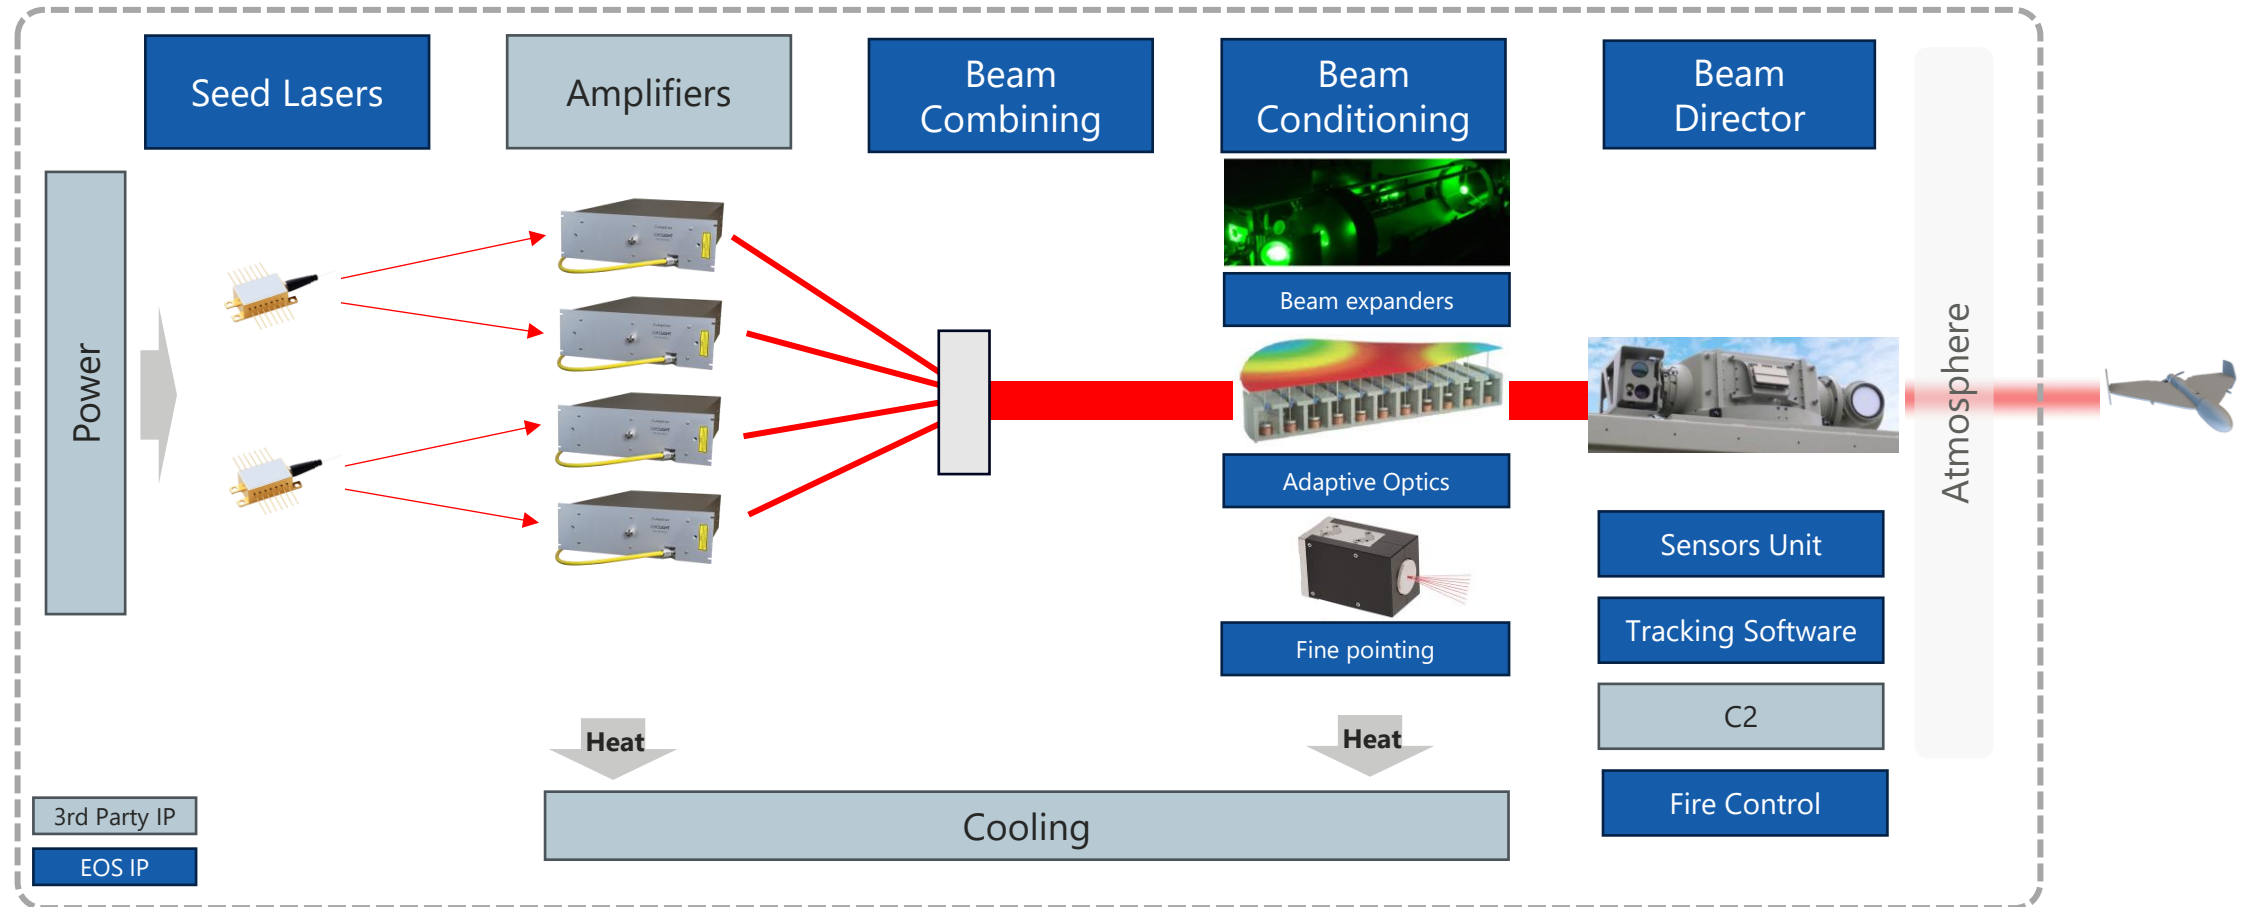 Seed Lasers
Amplifiers
Beam
Combining
Beam
Conditioning
Beam
Director
Power
Beam expanders
Adaptive Optics
Fine pointing
Atmosphere
Sensors Unit
Tracking Software
C2
Fire Control
Heat
Heat
Cooling
3rd Party IP
EOS IP